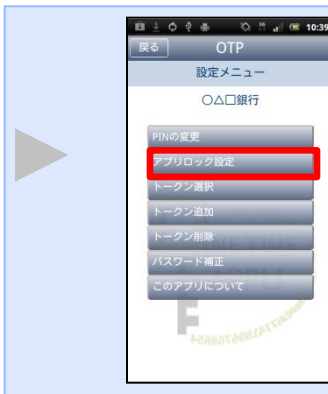 10:39
戻る OTP
設定メニュー
○△□銀行
PINの変更
アプリロック設定
トークン選択
トークン追加
トークン削除
パスワード補正
このアプリについて